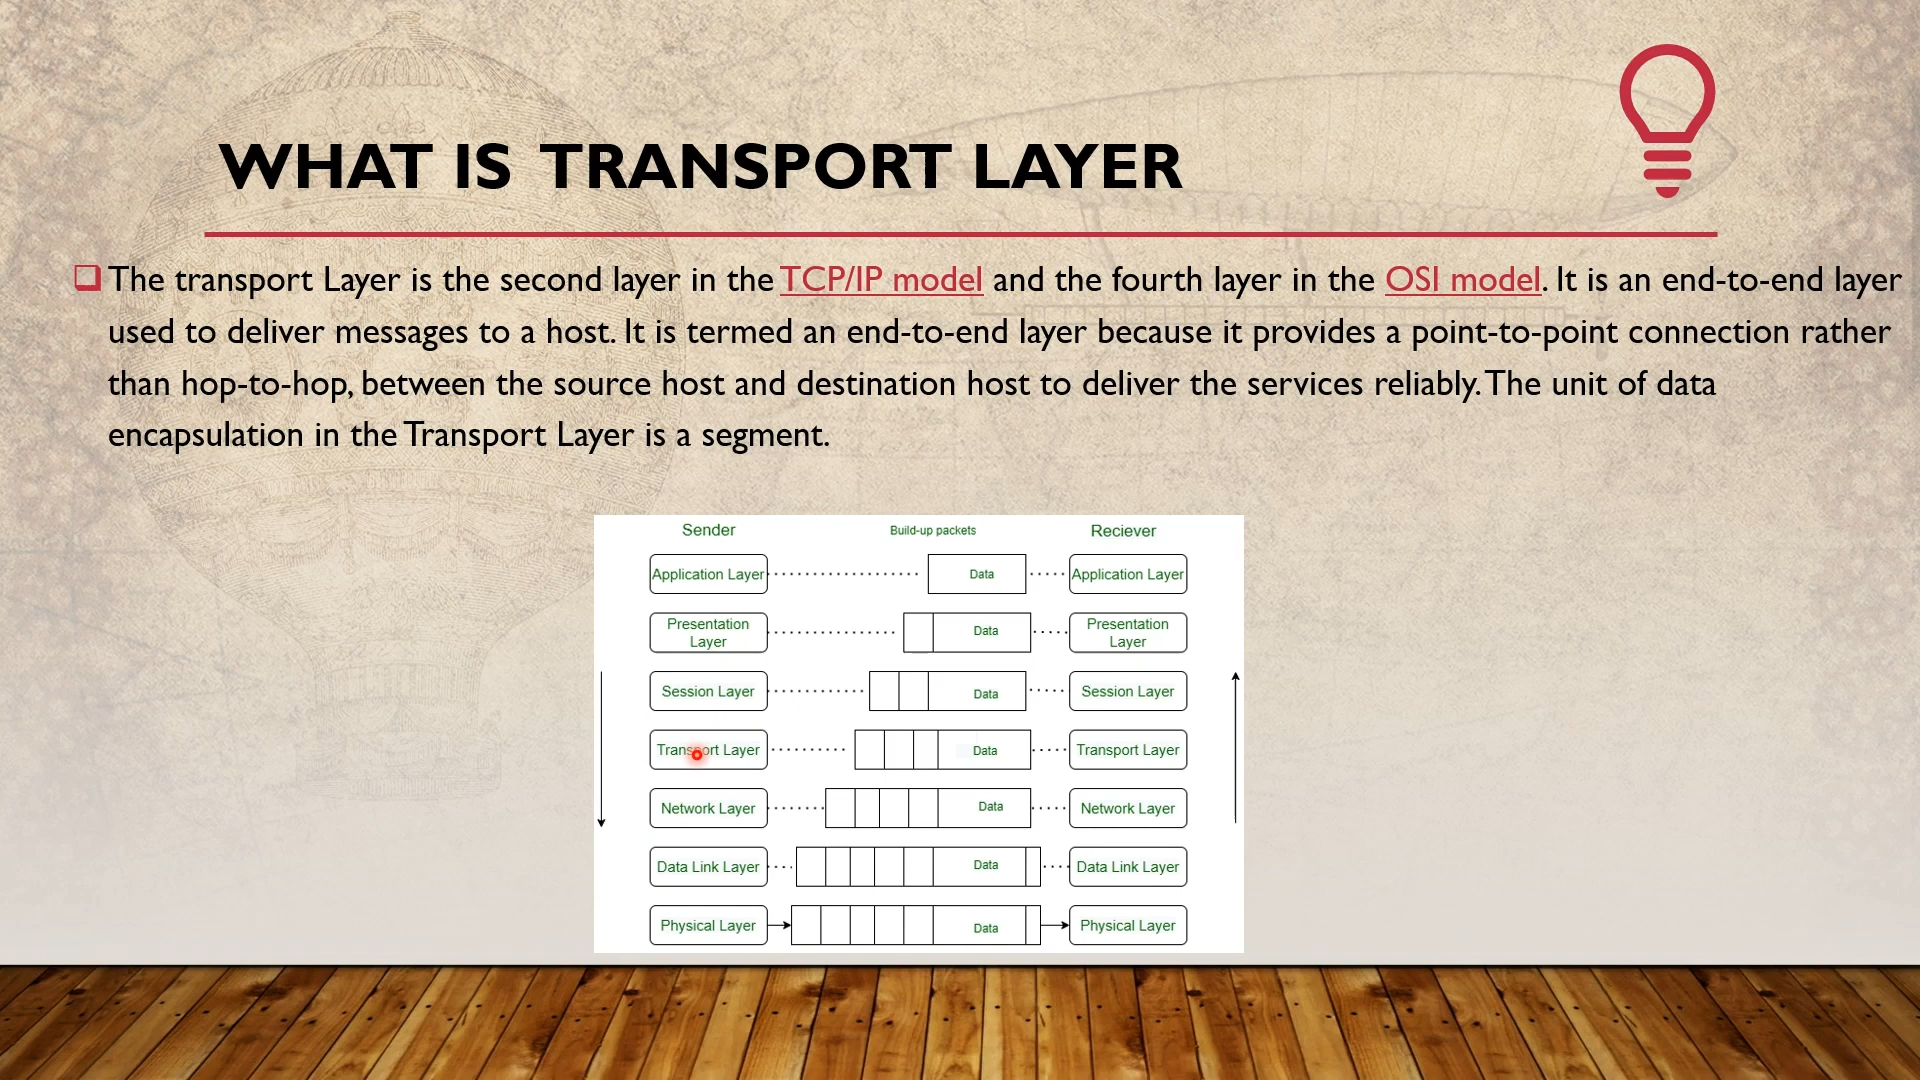 WHAT IS TRANSPORT LAYER
The transport Layer is the second layer in the TCP/IP model and the fourth layer in the OSI model. It is an end-to-end layer
used to deliver messages to a host. It is termed an end-to-end layer because it provides a point-to-point connection rather
than hop-to-hop, between the source host and destination host to deliver the services reliably. The unit of data
encapsulation in the Transport Layer is a segment.
Sender Build-up packets Reciever
Application Layer Data Application Layer
Presentation Layer Data Presentation Layer
Session Layer Data Session Layer
Transport Layer Data Transport Layer
Network Layer Data Network Layer
Data Link Layer Data Data Link Layer
Physical Layer Data Physical Layer